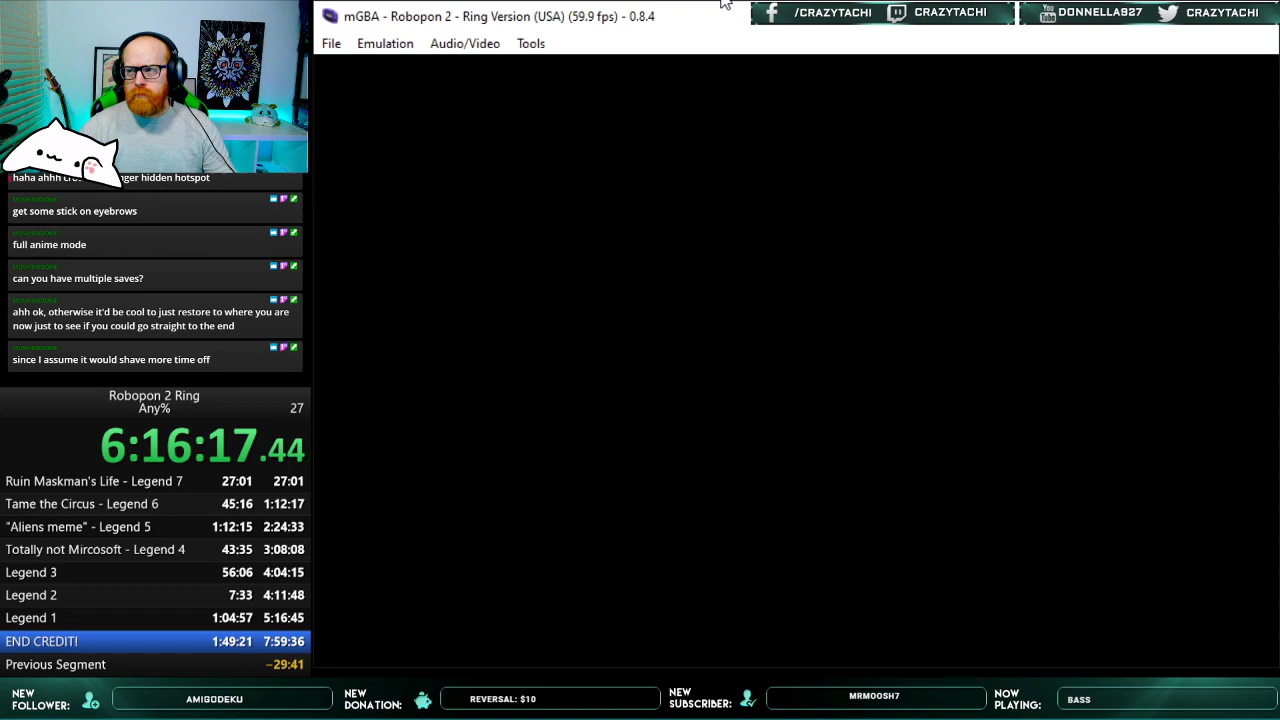 mGBA - Robopon 2 - Ring Version (USA) (59.9 fps) - 0.8.4
/CRAZYTACHI
CRAZYTACHI
You Tube
DONNELLAB27
CRAZYTACHI
File Emulation Audio/Video Tools
haha ahhh
hidden hotspot
get some stick on eyebrows
full anime mode
can you have multiple saves?
ahh ok, otherwise it'd be cool to just restore to where you are
now just to see if you could go straight to the end
since I assume it would shave more time off
Robopon 2 Ring
Any% 27
6:16:17.44
Ruin Maskman's Life - Legend 7 27:01 27:01
Tame the Circus - Legend 6 45:16 1:12:17
"Aliens meme" - Legend 5 1:12:15 2:24:33
Totally not Mircosoft - Legend 4 43:35 3:08:08
Legend 3 56:06 4:04:15
Legend 2 7:33 4:11:48
Legend 1 1:04:57 5:16:45
END CREDIT! 1:49:21 7:59:36
Previous Segment −29:41
NEW FOLLOWER: AMIGODEKU
NEW DONATION: REVERSAL: $10
NEW SUBSCRIBER: MRMOOSH7
NOW PLAYING: BASS